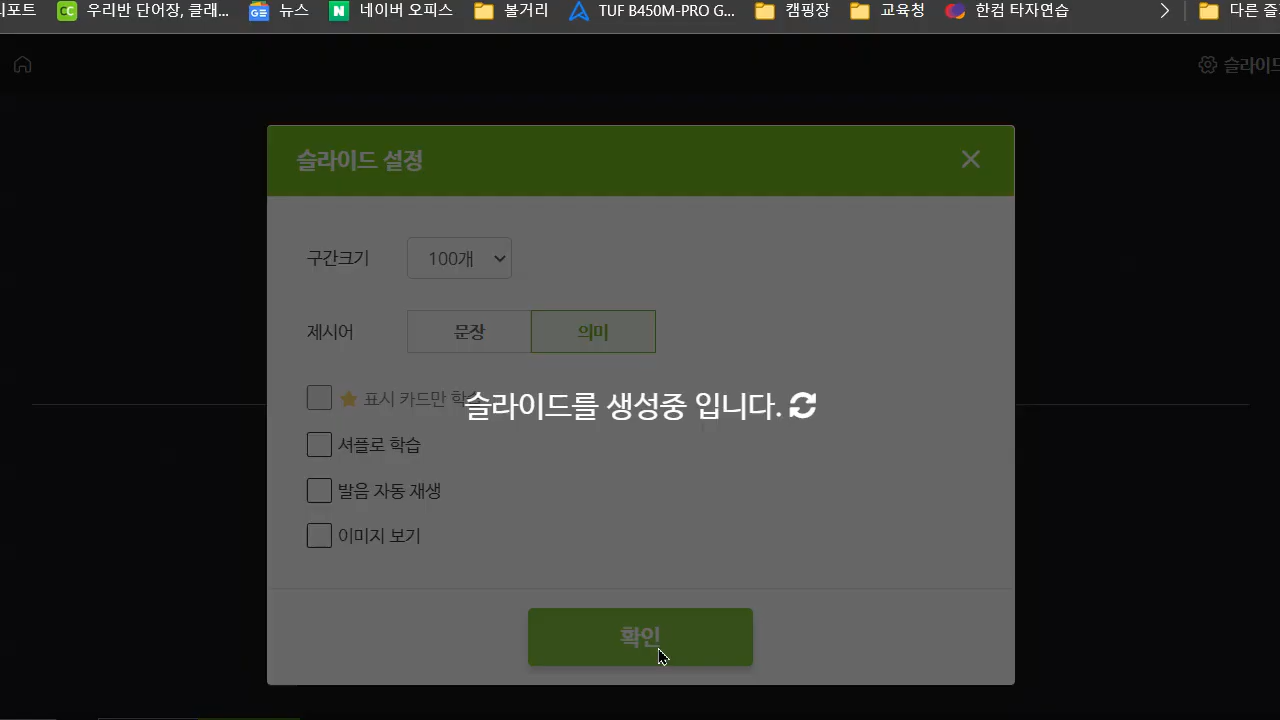 리포트 CC 우리반 단어장, 클래... GE 뉴스 N 네이버 오피스 볼거리 TUF B450M-PRO G... 캠핑장 교육청 한컴 타자연습 다른 즐
슬라이드
슬라이드 설정
구간크기 100개
제시어 문장 의미
표시 카드만 학습
슬라이드를 생성중 입니다.
셔플로 학습
발음 자동 재생
이미지 보기
확인